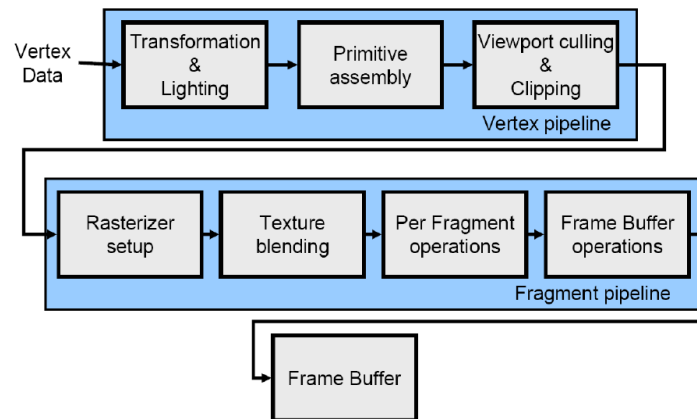 Vertex
Data
Transformation
&
Lighting
Primitive
assembly
Viewport culling
&
Clipping
Vertex pipeline
Rasterizer
setup
Texture
blending
Per Fragment
operations
Frame Buffer
operations
Fragment pipeline
Frame Buffer